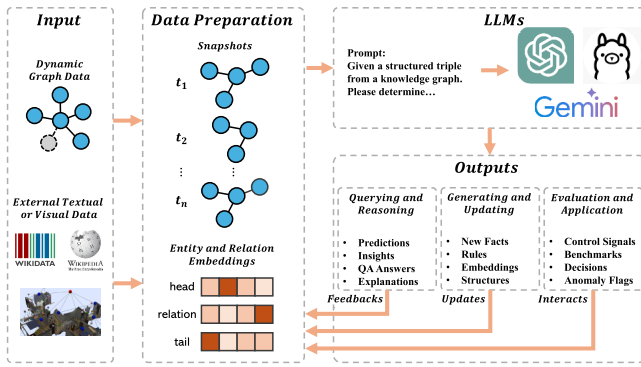 Input
Dynamic
Graph Data
External Textual
or Visual Data
WIKIDATA
WIKIPEDIA
Data Preparation
Snapshots
t1
t2
⋮ ⋮
tn
Entity and Relation
Embeddings
head
relation
tail
LLMs
Prompt:
Given a structured triple
from a knowledge graph.
Please determine…
Gemini
Outputs
Querying and
Reasoning
• Predictions
• Insights
• QA Answers
• Explanations
Generating and
Updating
• New Facts
• Rules
• Embeddings
• Structures
Evaluation and
Application
• Control Signals
• Benchmarks
• Decisions
• Anomaly Flags
Feedbacks
Updates
Interacts